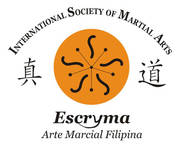 INTERNATIONAL SOCIETY OF MARTIAL ARTS
真 道
Escryma
Arte Marcial Filipina